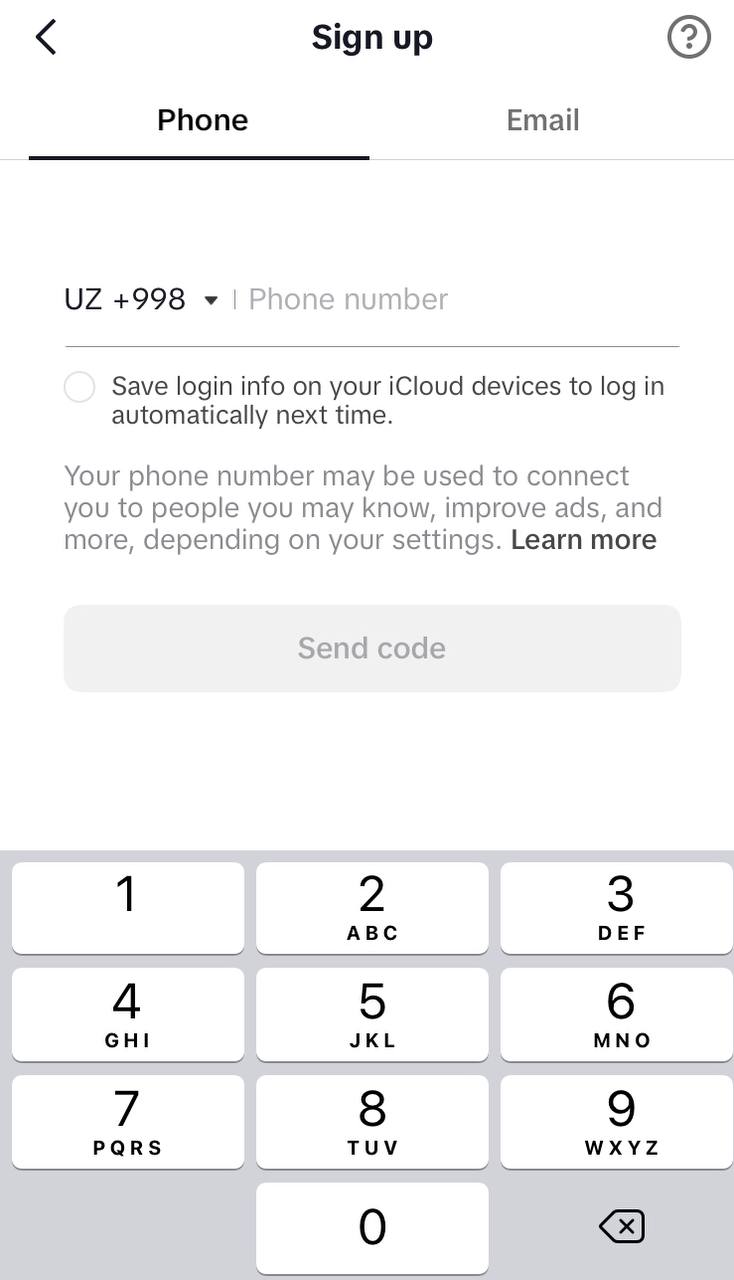 Sign up
Phone
Email
UZ +998
Phone number
Save login info on your iCloud devices to log in
automatically next time.
Your phone number may be used to connect
you to people you may know, improve ads, and
more, depending on your settings. Learn more
Send code
1
2
ABC
3
DEF
4
GHI
5
JKL
6
MNO
7
PQRS
8
TUV
9
WXYZ
0